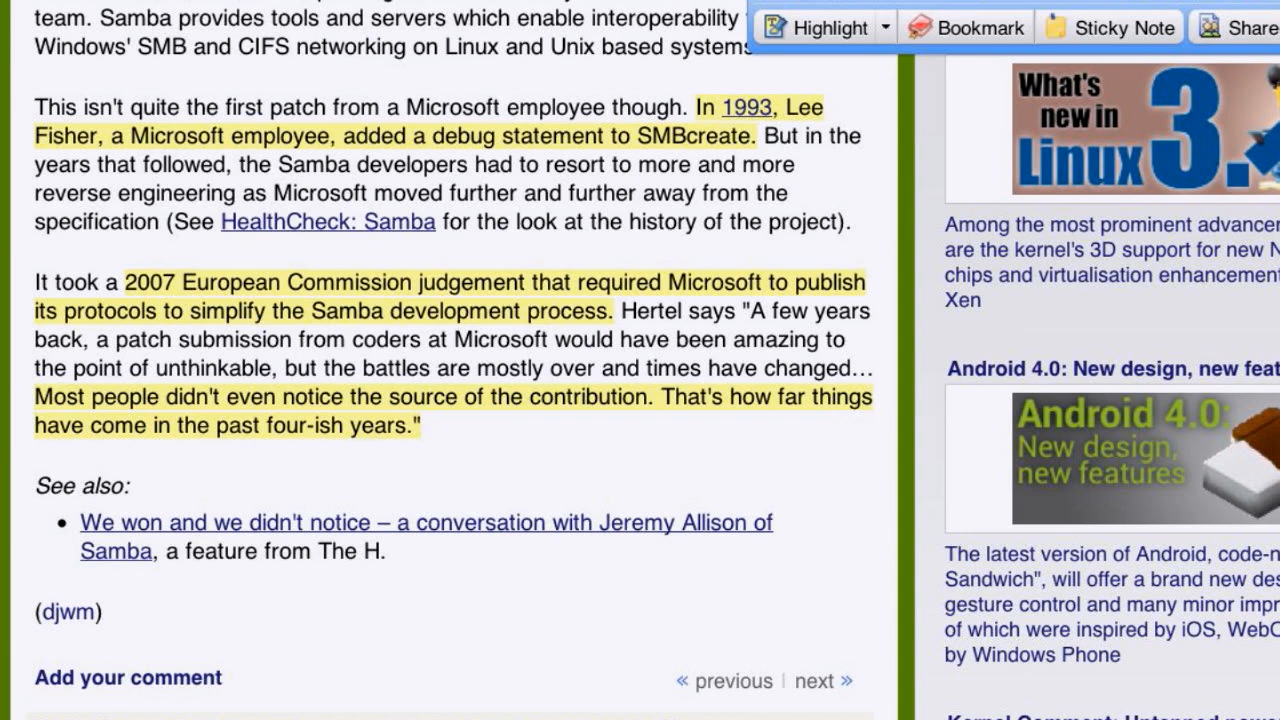 team. Samba provides tools and servers which enable interoperability
Windows' SMB and CIFS networking on Linux and Unix based systems
This isn't quite the first patch from a Microsoft employee though. In 1993, Lee
Fisher, a Microsoft employee, added a debug statement to SMBcreate. But in the
years that followed, the Samba developers had to resort to more and more
reverse engineering as Microsoft moved further and further away from the
specification (See HealthCheck: Samba for the look at the history of the project).
It took a 2007 European Commission judgement that required Microsoft to publish
its protocols to simplify the Samba development process. Hertel says "A few years
back, a patch submission from coders at Microsoft would have been amazing to
the point of unthinkable, but the battles are mostly over and times have changed...
Most people didn't even notice the source of the contribution. That's how far things
have come in the past four-ish years."
See also:
• We won and we didn't notice – a conversation with Jeremy Allison of
Samba, a feature from The H.
(djwm)
Add your comment
« previous | next »
Highlight Bookmark Sticky Note Share
What's
new in
Linux 3.
Among the most prominent
are the kernel's 3D support for new
chips and virtualisation
Xen
Android 4.0: New design, new
Android 4.0:
New design,
new features
The latest version of Android,
Sandwich", will offer a brand new
gesture control and many minor
of which were inspired by iOS,
by Windows Phone
Kernel Comment: